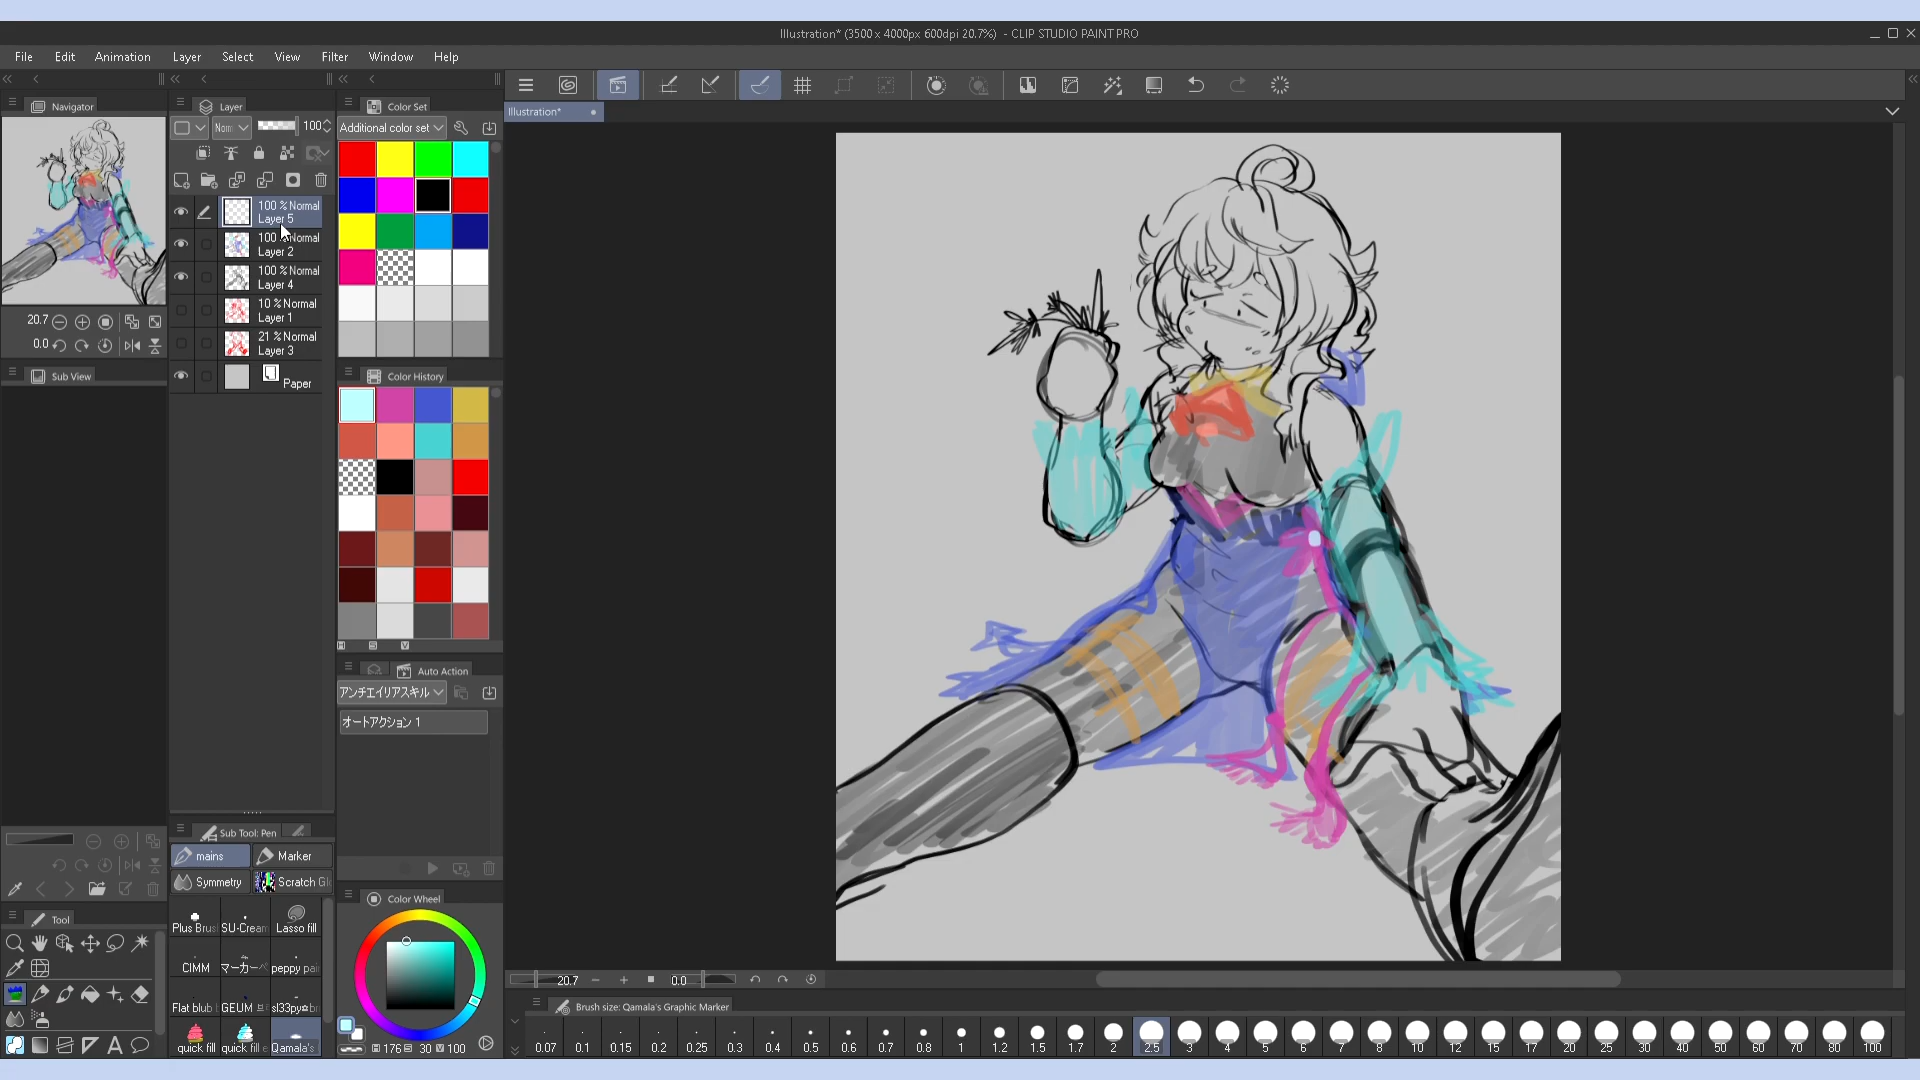 Illustration* (3500 x 4000px 600dpi 20.7%) - CLIP STUDIO PAINT PRO
File Edit Animation Layer Select View Filter Window Help
Navigator
Layer
Color Set
Illustration*
Norm 100
Additional color set
100 % Normal
Layer 5
100 % Normal
Layer 2
100 % Normal
Layer 4
10 % Normal
Layer 1
21 % Normal
Layer 3
Paper
20.7
0.0
Sub View
Color History
Auto Action
アンチエイリアスキル
オートアクション 1
Sub Tool: Pen
mains
Marker
Symmetry
Scratch
Color Wheel
Tool
Plus Brus
SU-Cream
Lasso fill
CIMM
マーカーペ
peppy pai
Flat blub
GEUM
sl33py
quick fill
quick fill
Qamala's
H 176 S 30 V 100
20.7
0.0
Brush size: Qamala's Graphic Marker
0.07 0.1 0.15 0.2 0.25 0.3 0.4 0.5 0.6 0.7 0.8 1 1.2 1.5 1.7 2 2.5 3 4 5 6 7 8 10 12 15 17 20 25 30 40 50 60 70 80 100